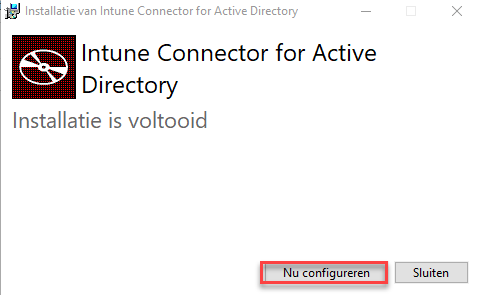 Installatie van Intune Connector for Active Directory
Intune Connector for Active
Directory
Installatie is voltooid
Nu configureren
Sluiten